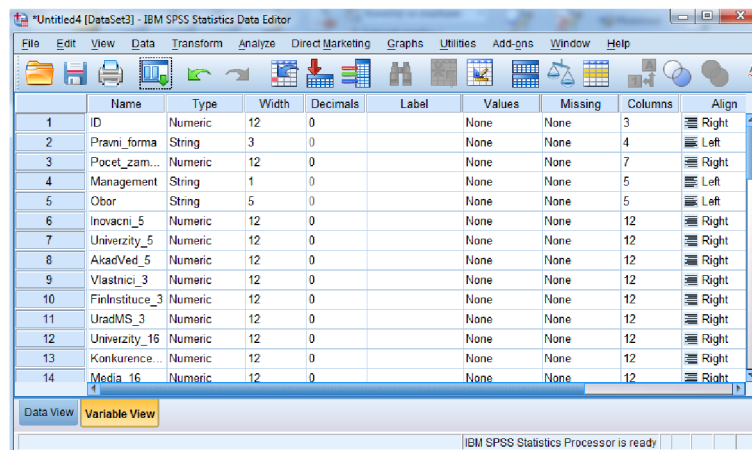 *Untitled4 [DataSet3] - IBM SPSS Statistics Data Editor
File Edit View Data Transform Analyze Direct Marketing Graphs Utilities Add-ons Window Help
Name Type Width Decimals Label Values Missing Columns Align
1 ID Numeric 12 0 None None 3 Right
2 Pravni_forma String 3 0 None None 4 Left
3 Pocet_zam... Numeric 12 0 None None 7 Right
4 Management String 1 0 None None 5 Left
5 Obor String 5 0 None None 5 Left
6 Inovacni_5 Numeric 12 0 None None 12 Right
7 Univerzity_5 Numeric 12 0 None None 12 Right
8 AkadVed_5 Numeric 12 0 None None 12 Right
9 Vlastnici_3 Numeric 12 0 None None 12 Right
10 FinInstituce_3 Numeric 12 0 None None 12 Right
11 UradMS_3 Numeric 12 0 None None 12 Right
12 Univerzity_16 Numeric 12 0 None None 12 Right
13 Konkurence... Numeric 12 0 None None 12 Right
14 Media_16 Numeric 12 0 None None 12 Right
Data View Variable View
IBM SPSS Statistics Processor is ready